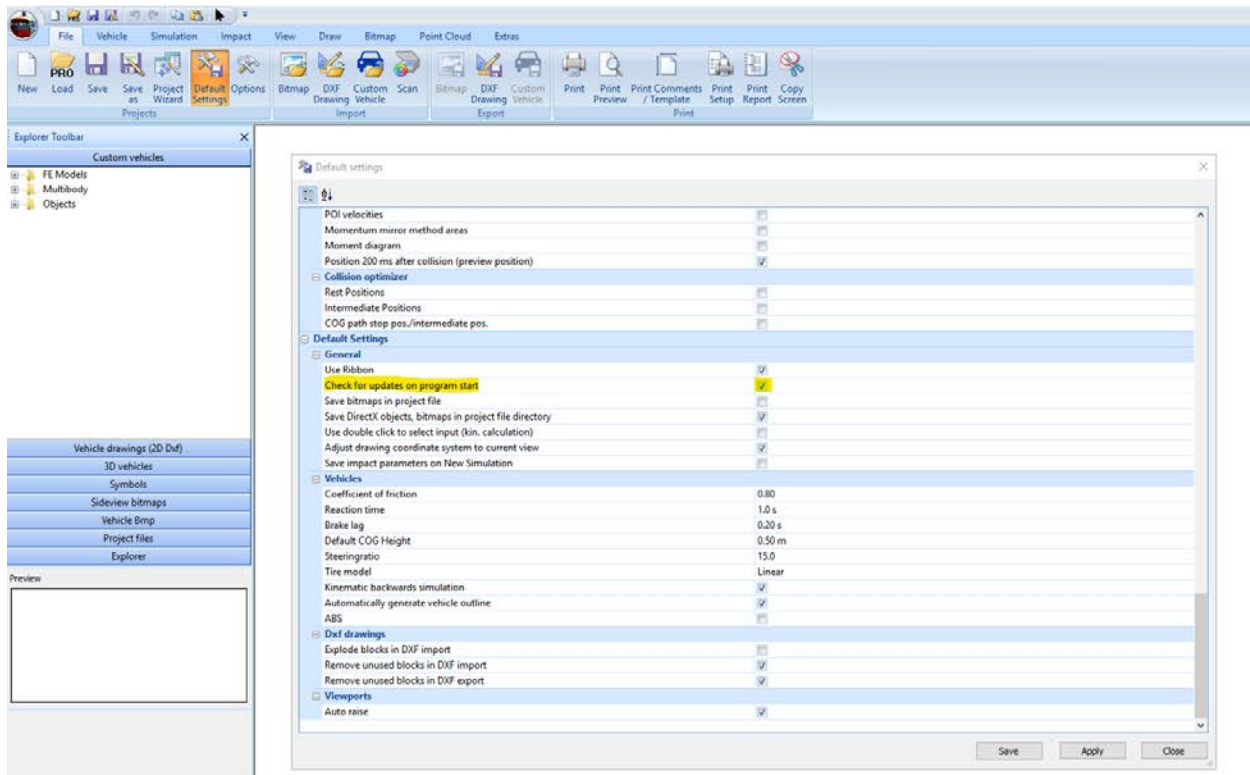 File Vehicle Simulation Impact View Draw Bitmap Point Cloud Extras
PRO
New Load Save Save as Project Wizard Default Settings Options Bitmap DXF Drawing Custom Vehicle Scan Bitmap DXF Drawing Custom Vehicle Print Print Preview Print Comments / Template Print Setup Print Report Copy Screen
Projects Import Export Print
Explorer Toolbar
Custom vehicles
FE Models
Multibody
Objects
Vehicle drawings (2D Dxf)
3D vehicles
Symbols
Sideview bitmaps
Vehicle Bmp
Project files
Explorer
Preview
Default settings
POI velocities
Momentum mirror method areas
Moment diagram
Position 200 ms after collision (preview position)
Collision optimizer
Rest Positions
Intermediate Positions
COG path stop pos./intermediate pos.
Default Settings
General
Use Ribbon
Check for updates on program start
Save bitmaps in project file
Save DirectX objects, bitmaps in project file directory
Use double click to select input (kin. calculation)
Adjust drawing coordinate system to current view
Save impact parameters on New Simulation
Vehicles
Coefficient of friction 0.80
Reaction time 1.0 s
Brake lag 0.20 s
Default COG Height 0.50 m
Steeringratio 15.0
Tire model Linear
Kinematic backwards simulation
Automatically generate vehicle outline
ABS
Dxf drawings
Explode blocks in DXF import
Remove unused blocks in DXF import
Remove unused blocks in DXF export
Viewports
Auto raise
Save Apply Close